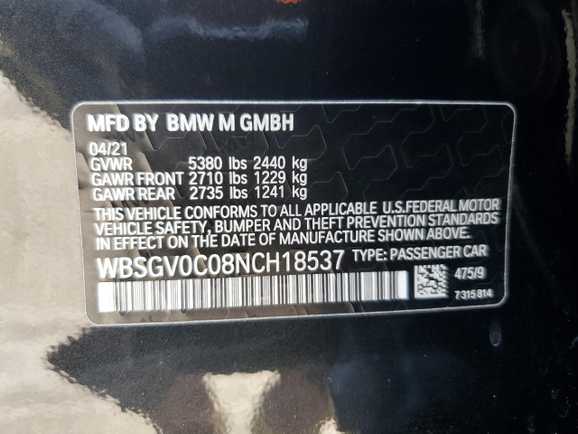 MFD BY BMW M GMBH
04/21
GVWR 5380 lbs 2440 kg
GAWR FRONT 2710 lbs 1229 kg
GAWR REAR 2735 lbs 1241 kg
THIS VEHICLE CONFORMS TO ALL APPLICABLE U.S.FEDERAL MOTOR
VEHICLE SAFETY, BUMPER AND THEFT PREVENTION STANDARDS
IN EFFECT ON THE DATE OF MANUFACTURE SHOWN ABOVE.
WBSGV0C08NCH18537 TYPE: PASSENGER CAR
475/9
7 315 814